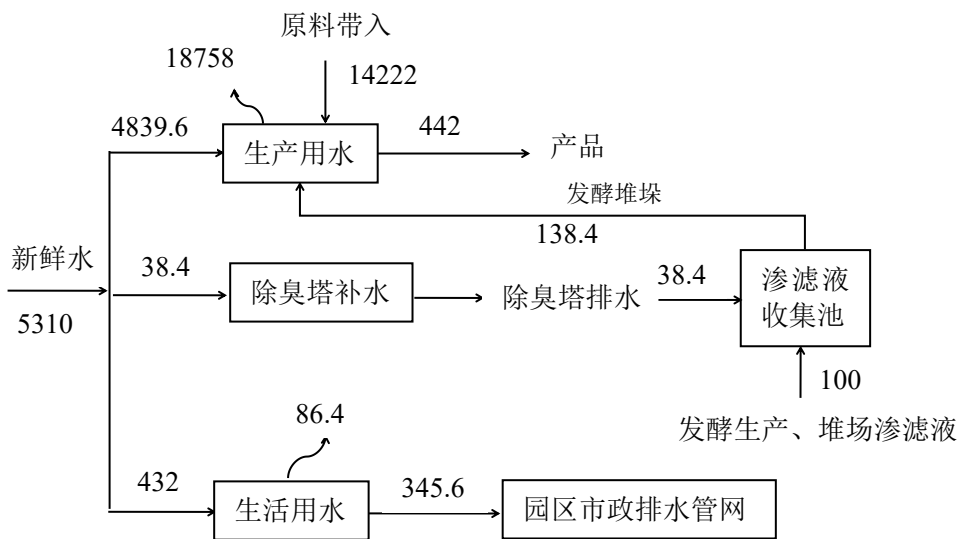 原料带入
18758
14222
4839.6
442
生产用水
产品
发酵堆垛
138.4
新鲜水
38.4
38.4
除臭塔补水
除臭塔排水
渗滤液
收集池
5310
100
86.4
发酵生产、堆场渗滤液
432
345.6
生活用水
园区市政排水管网